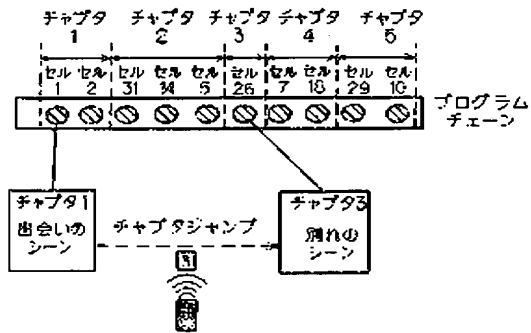 チャプタ チャプタ チャプタ チャプタ チャプタ
1 2 3 4 5
セル セル セル セル セル セル セル セル セル セル
1 2 31 34 5 26 7 18 29 10
プログラム
チェーン
チャプタ1
出会いの
シーン
チャプタジャンプ
チャプタ3
別れの
シーン
3